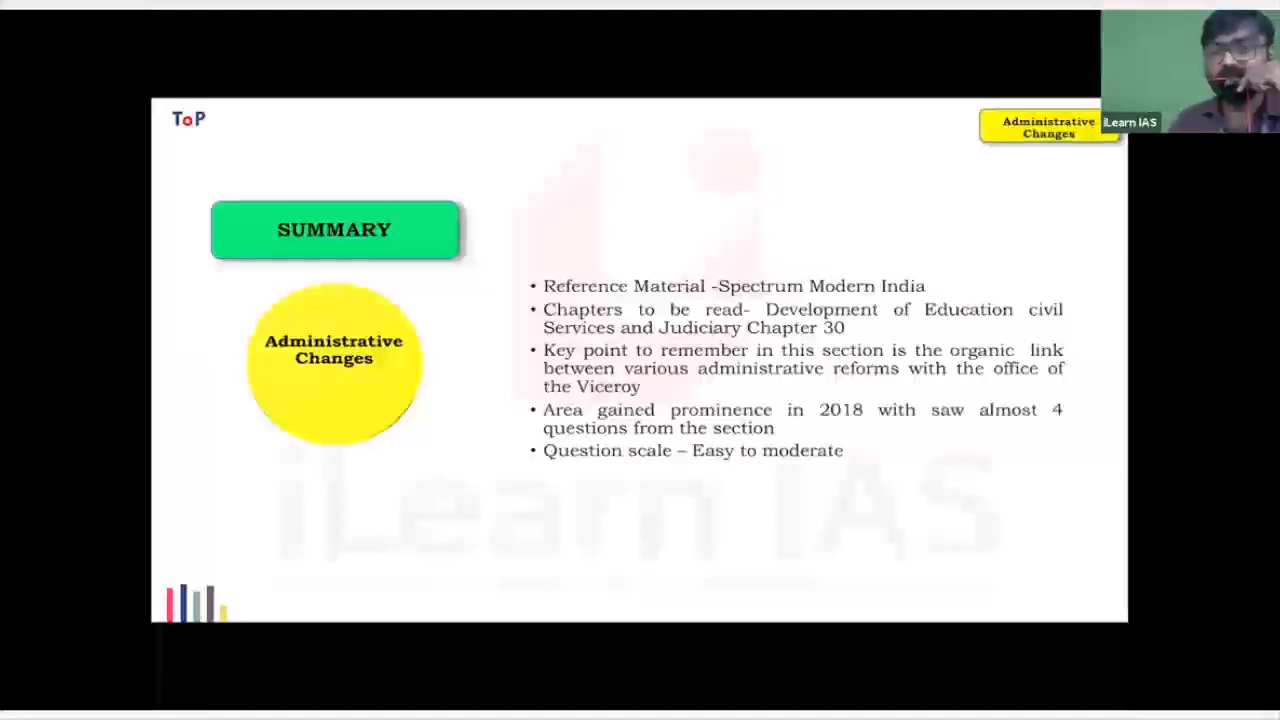 ToP
Administrative
Changes
iLearn IAS
SUMMARY
Administrative
Changes
• Reference Material -Spectrum Modern India
• Chapters to be read- Development of Education civil
Services and Judiciary Chapter 30
• Key point to remember in this section is the organic link
between various administrative reforms with the office of
the Viceroy
• Area gained prominence in 2018 with saw almost 4
questions from the section
• Question scale – Easy to moderate
iLearn IAS